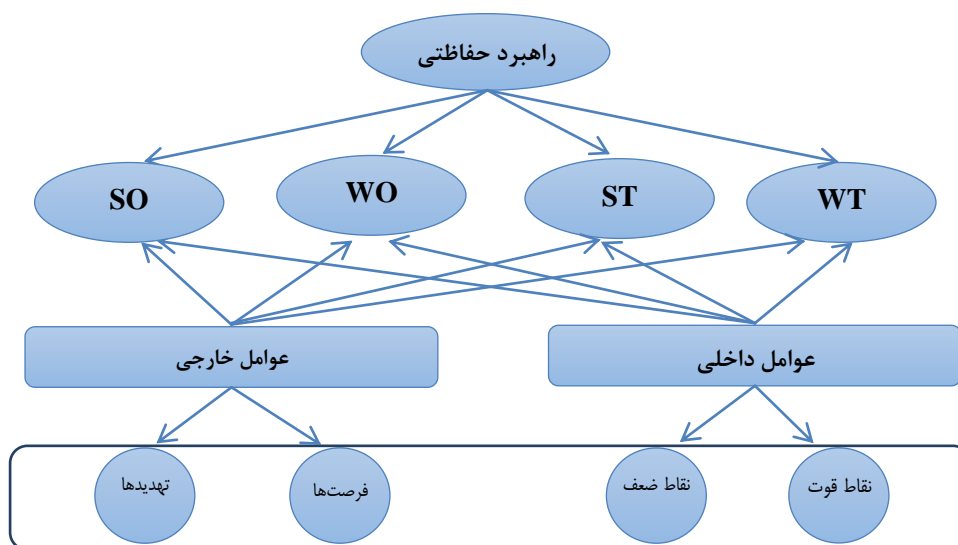 راهبرد حفاظتی
SO
WO
ST
WT
عوامل خارجی
عوامل داخلی
تهدیدها
فرصت‌ها
نقاط ضعف
نقاط قوت